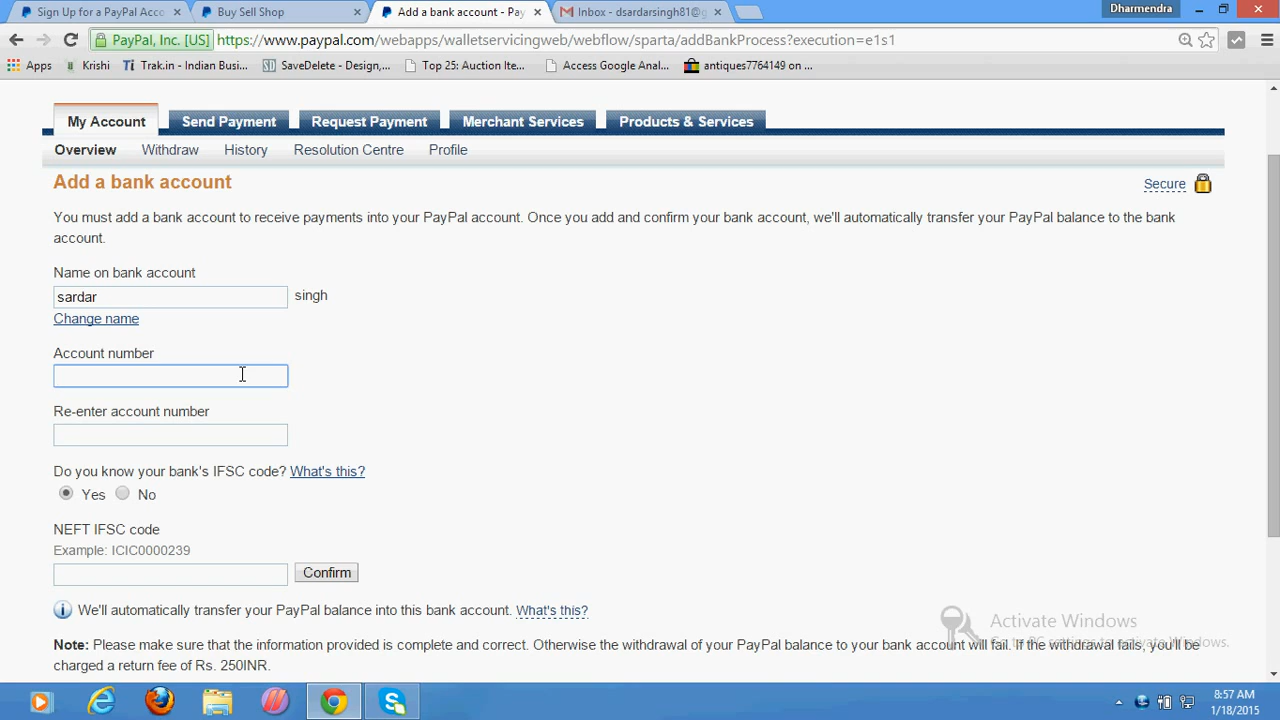 Sign Up for a PayPal Acco
Buy Sell Shop
Add a bank account - Pay
Inbox - dsardarsingh81@g
Dharmendra
PayPal, Inc. [US]
https://www.paypal.com/webapps/walletservicingweb/webflow/sparta/addBankProcess?execution=e1s1
Apps
Krishi
Trak.in - Indian Busi...
SaveDelete - Design,...
Top 25: Auction Ite...
Access Google Anal...
antiques7764149 on ...
My Account
Send Payment
Request Payment
Merchant Services
Products & Services
Overview
Withdraw
History
Resolution Centre
Profile
Add a bank account
Secure
You must add a bank account to receive payments into your PayPal account. Once you add and confirm your bank account, we'll automatically transfer your PayPal balance to the bank
account.
Name on bank account
sardar
singh
Change name
Account number
Re-enter account number
Do you know your bank's IFSC code? What's this?
Yes
No
NEFT IFSC code
Example: ICIC0000239
Confirm
We'll automatically transfer your PayPal balance into this bank account. What's this?
Activate Windows
Go to PC settings to activate Windows.
Note: Please make sure that the information provided is complete and correct. Otherwise the withdrawal of your PayPal balance to your bank account will fail. If the withdrawal fails, you'll be
charged a return fee of Rs. 250INR.
8:57 AM
1/18/2015